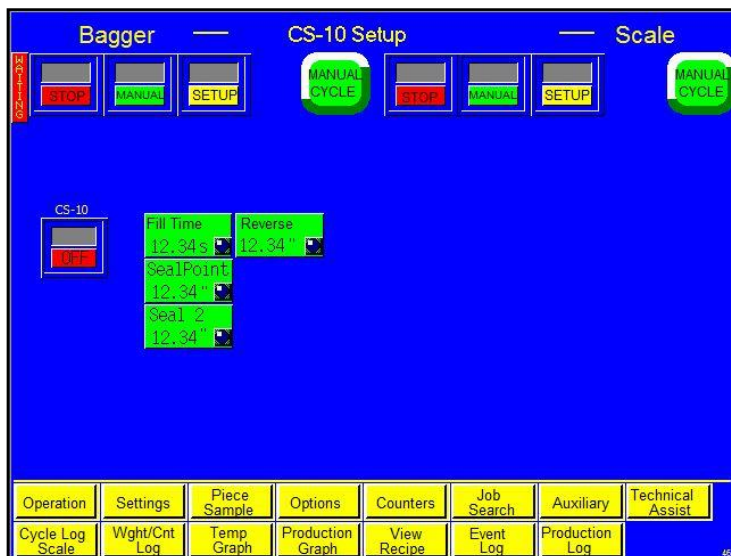 Bagger — CS-10 Setup — Scale
WAITING
STOP MANUAL SETUP
MANUAL
CYCLE
STOP MANUAL SETUP
MANUAL
CYCLE
CS-10
OFF
Fill Time
12.34s
Reverse
12.34"
SealPoint
12.34"
Seal 2
12.34"
Operation
Settings
Piece
Sample
Options
Counters
Job
Search
Auxiliary
Technical
Assist
Cycle Log
Scale
Wght/Cnt
Log
Temp
Graph
Production
Graph
View
Recipe
Event
Log
Production
Log